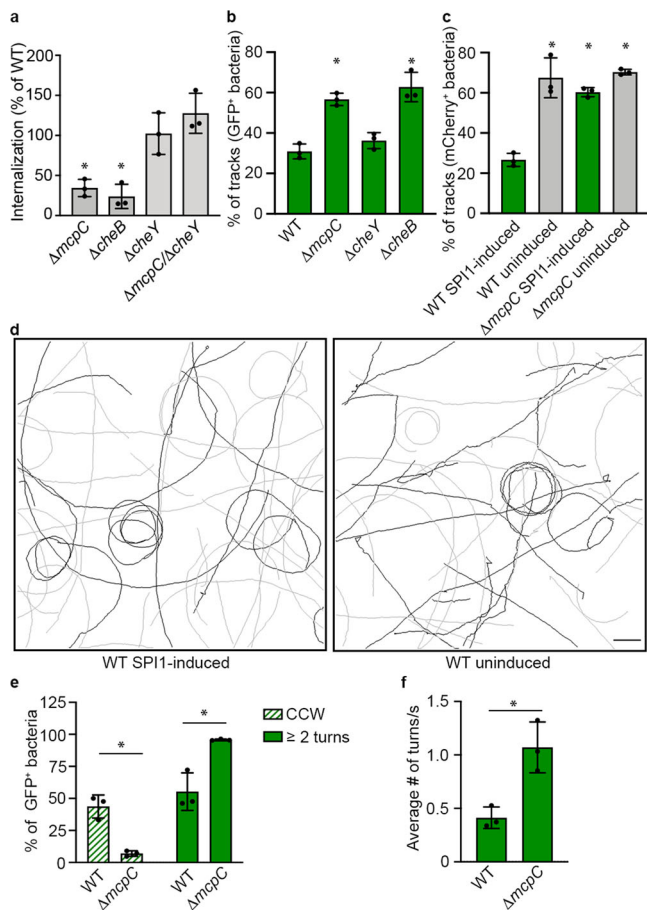 a
Internalization (% of WT)
150
100
50
0
*
*
ΔmcpC
ΔcheB
ΔcheY
ΔmcpC/ΔcheY
b
% of tracks (GFP⁺ bacteria)
80
60
40
20
0
*
*
WT
ΔmcpC
ΔcheY
ΔcheB
c
% of tracks (mCherry⁺ bacteria)
80
60
40
20
0
*
*
*
WT SPI1-induced
WT uninduced
ΔmcpC SPI1-induced
ΔmcpC uninduced
d
WT SPI1-induced
WT uninduced
e
% of GFP⁺ bacteria
125
100
75
50
25
0
*
*
WT
ΔmcpC
WT
ΔmcpC
CCW
≥ 2 turns
f
Average # of turns/s
1.5
1.0
0.5
0
*
WT
ΔmcpC